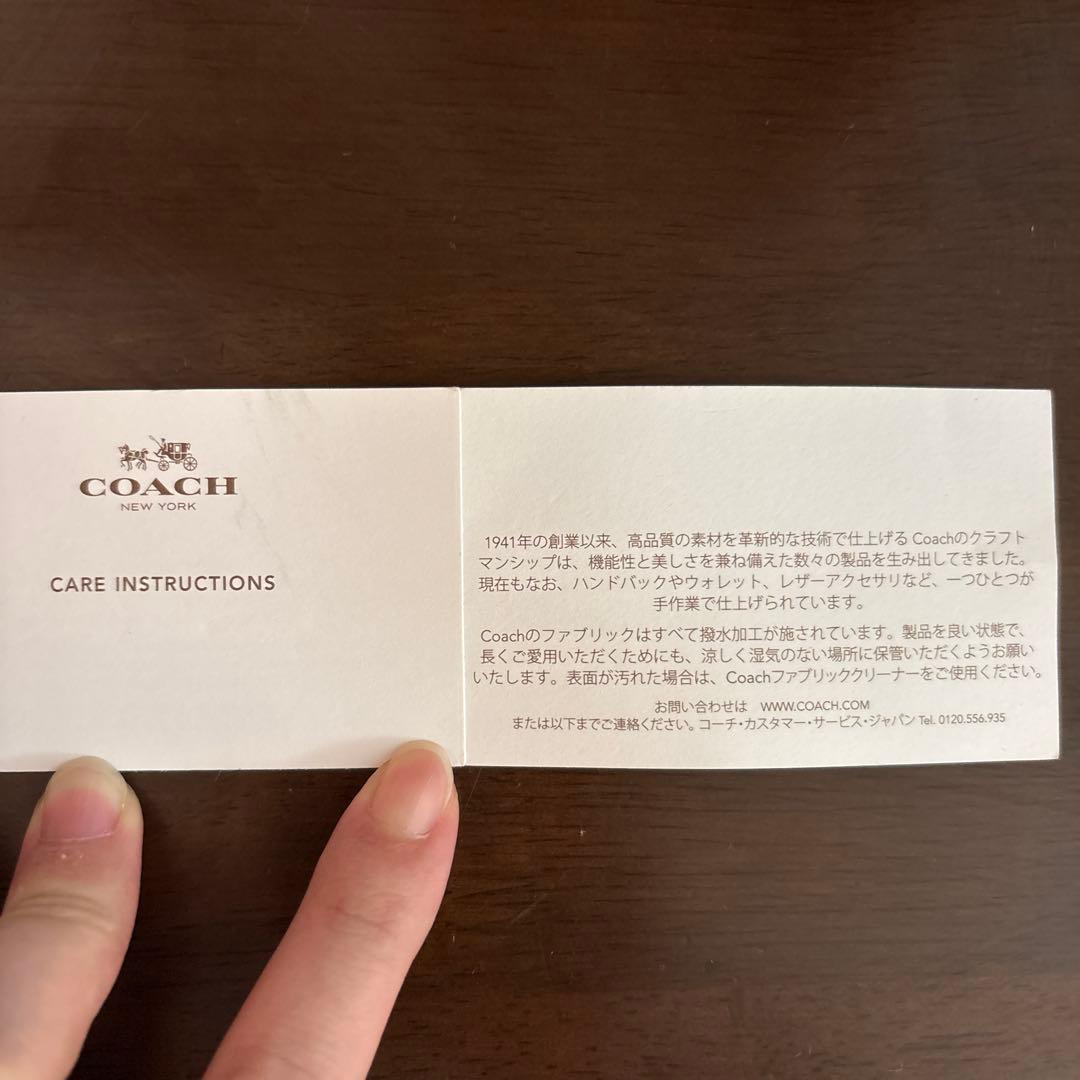 COACH
NEW YORK
CARE INSTRUCTIONS
1941年の創業以来、高品質の素材を革新的な技術で仕上げる Coachのクラフト
マンシップは、機能性と美しさを兼ね備えた数々の製品を生み出してきました。
現在もなお、ハンドバックやウォレット、レザーアクセサリなど、一つひとつが
手作業で仕上げられています。
Coachのファブリックはすべて撥水加工が施されています。製品を良い状態で、
長くご愛用いただくためにも、涼しく湿気のない場所に保管いただくようお願い
いたします。表面が汚れた場合は、Coachファブリッククリーナーをご使用ください。
お問い合わせは WWW.COACH.COM
または以下までご連絡ください。コーチ・カスタマー・サービス・ジャパン Tel. 0120.556.935